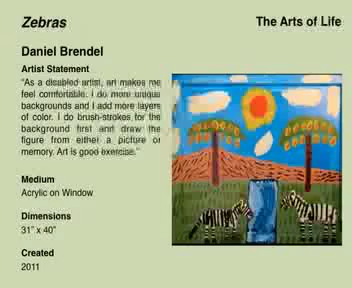 Zebras
The Arts of Life
Daniel Brendel
Artist Statement
"As a disabled artist, art makes me
feel comfortable. I do more unique
backgrounds and I add more layers
of color. I do brush-strokes for the
background first and draw the
figure from either a picture or
memory. Art is good exercise."
Medium
Acrylic on Window
Dimensions
31" x 40"
Created
2011